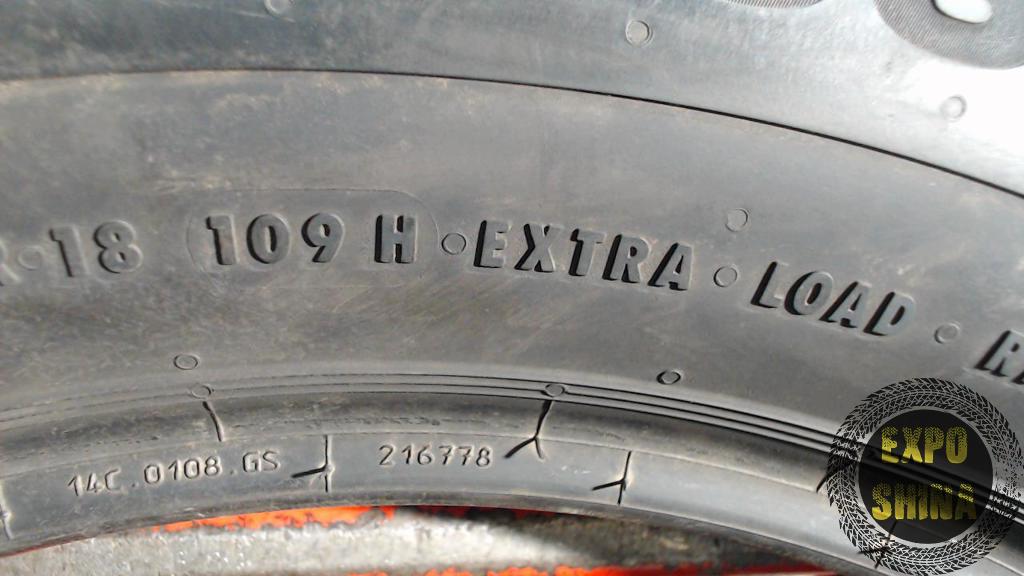 R 18 109 H EXTRA LOAD
14C.0108.GS 216778
EXPO
SHINA